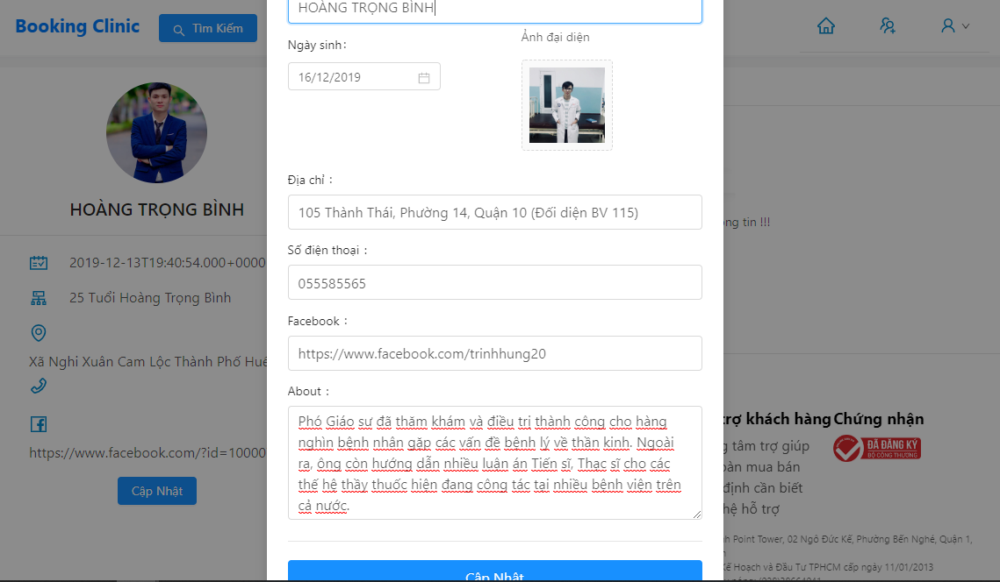 Booking Clinic
Tìm Kiếm
HOÀNG TRỌNG BÌNH
2019-12-13T19:40:54.000+0000
25 Tuổi Hoàng Trọng Bình
Xã Nghi Xuân Cam Lộc Thành Phố Huế
https://www.facebook.com/?id=10000
Cập Nhật
HOÀNG TRỌNG BÌNH
Ngày sinh:
Ảnh đại diện
16/12/2019
Địa chỉ :
105 Thành Thái, Phường 14, Quận 10 (Đối diện BV 115)
Số điện thoại :
055585565
Facebook :
https://www.facebook.com/trinhhung20
About :
Phó Giáo sư đã thăm khám và điều trị thành công cho hàng
nghìn bệnh nhân gặp các vấn đề bệnh lý về thần kinh. Ngoài
ra, ông còn hướng dẫn nhiều luận án Tiến sĩ, Thạc sĩ cho các
thế hệ thầy thuốc hiện đang công tác tại nhiều bệnh viện trên
cả nước.
Cập Nhật
ng tin !!!
trợ khách hàng Chứng nhận
g tâm trợ giúp
ĐÃ ĐĂNG KÝ
BỘ CÔNG THƯƠNG
oàn mua bán
định cần biết
hệ hỗ trợ
h Point Tower, 02 Ngô Đức Kế, Phường Bến Nghé, Quận 1,
Kế Hoạch và Đầu Tư TPHCM cấp ngày 11/01/2013